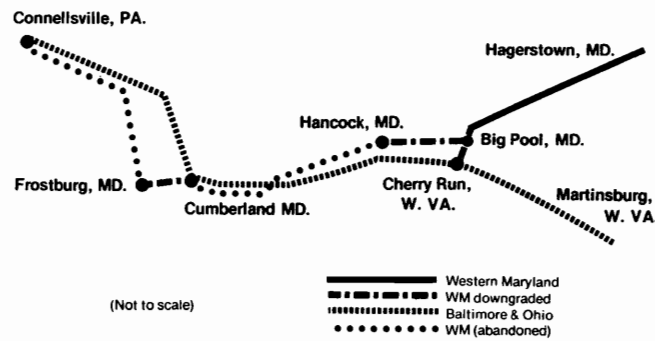 Connellsville, PA.
Hagerstown, MD.
Hancock, MD.
Big Pool, MD.
Frostburg, MD.
Cumberland MD.
Cherry Run,
W. VA.
Martinsburg,
W. VA.
(Not to scale)
Western Maryland
WM downgraded
Baltimore & Ohio
WM (abandoned)